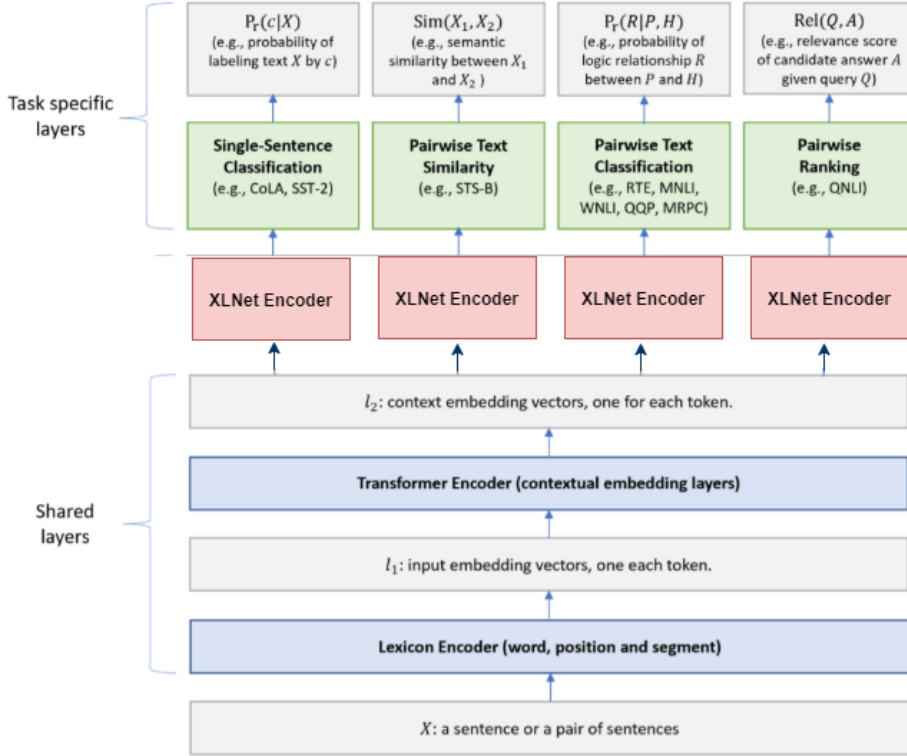 Pr(c|X)
(e.g., probability of
labeling text X by c)
Sim(X₁, X₂)
(e.g., semantic
similarity between X₁
and X₂ )
Pr(R|P, H)
(e.g., probability of
logic relationship R
between P and H)
Rel(Q, A)
(e.g., relevance score
of candidate answer A
given query Q)
Task specific
layers
Single-Sentence
Classification
(e.g., CoLA, SST-2)
Pairwise Text
Similarity
(e.g., STS-B)
Pairwise Text
Classification
(e.g., RTE, MNLI,
WNLI, QQP, MRPC)
Pairwise
Ranking
(e.g., QNLI)
XLNet Encoder
XLNet Encoder
XLNet Encoder
XLNet Encoder
l₂: context embedding vectors, one for each token.
Transformer Encoder (contextual embedding layers)
Shared
layers
l₁: input embedding vectors, one each token.
Lexicon Encoder (word, position and segment)
X: a sentence or a pair of sentences